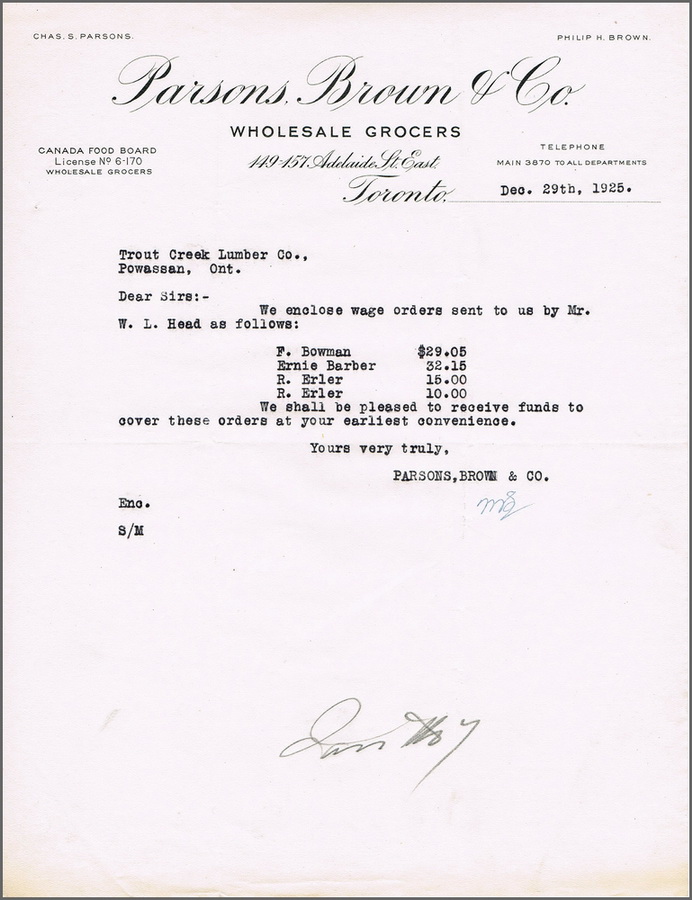 CHAS. S. PARSONS.
PHILIP H. BROWN.
Parsons, Brown & Co.
WHOLESALE GROCERS
CANADA FOOD BOARD
License No 6-170
WHOLESALE GROCERS
149-157 Adelaide St. East.
TELEPHONE
MAIN 3870 TO ALL DEPARTMENTS
Toronto, Dec. 29th, 1925.
Trout Creek Lumber Co.,
Powassan, Ont.
Dear Sirs:-
We enclose wage orders sent to us by Mr.
W. L. Head as follows:
F. Bowman $29.05
Ernie Barber 32.15
R. Erler 15.00
R. Erler 10.00
We shall be pleased to receive funds to
cover these orders at your earliest convenience.
Yours very truly,
PARSONS,BROWN & CO.
Enc.
S/M